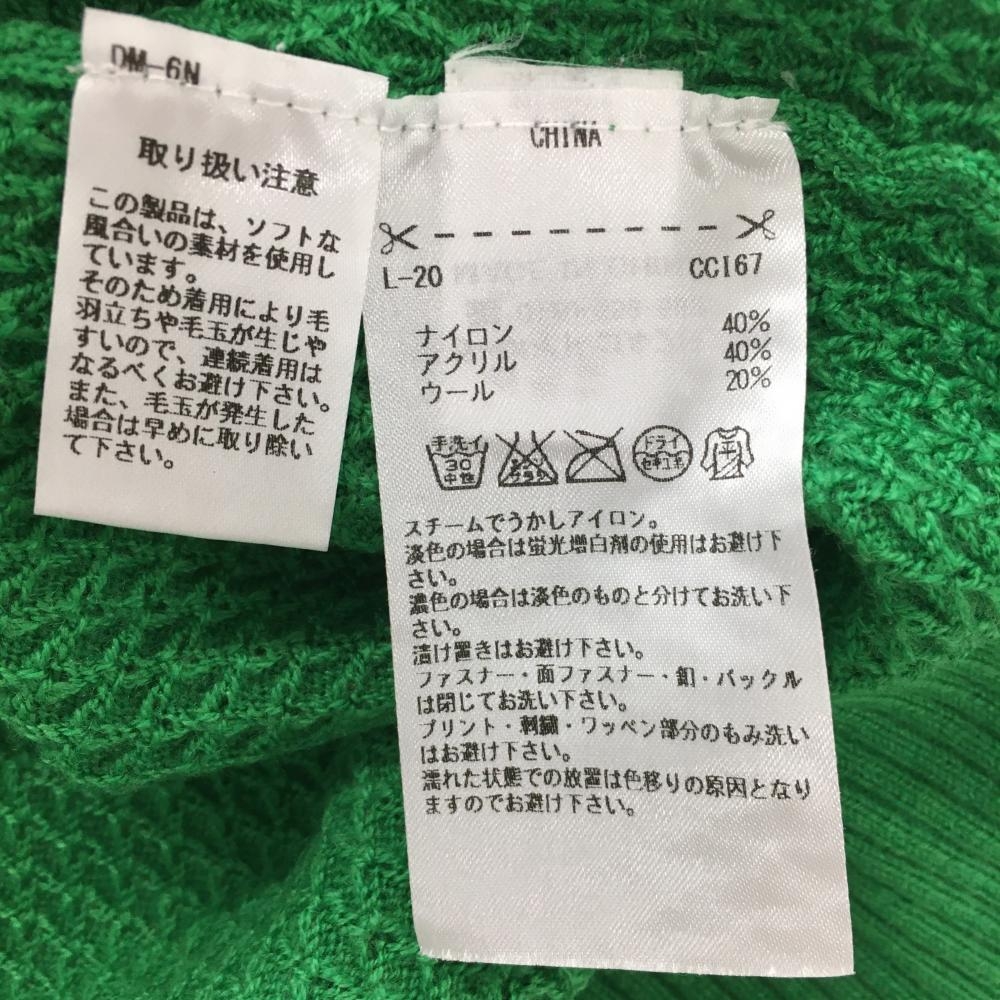 DM-6N
取り扱い注意
この製品は、ソフトな
風合いの素材を使用し
ています。
そのため着用により毛
羽立ちや毛玉が生じや
すいので、連続着用は
なるべくお避け下さい。
また、毛玉が発生した
場合は早めに取り除い
て下さい。
CHINA
L-20 CCI67
ナイロン 40%
アクリル 40%
ウール 20%
手洗イ
30
中性
エンソ
サラシ
ドライ
セキユ系
平
スチームでうかしアイロン。
淡色の場合は蛍光増白剤の使用はお避け下
さい。
濃色の場合は淡色のものと分けてお洗い下
さい。
漬け置きはお避け下さい。
ファスナー・面ファスナー・釦・バックル
は閉じてお洗い下さい。
プリント・刺繍・ワッペン部分のもみ洗い
はお避け下さい。
濡れた状態での放置は色移りの原因となり
ますのでお避け下さい。